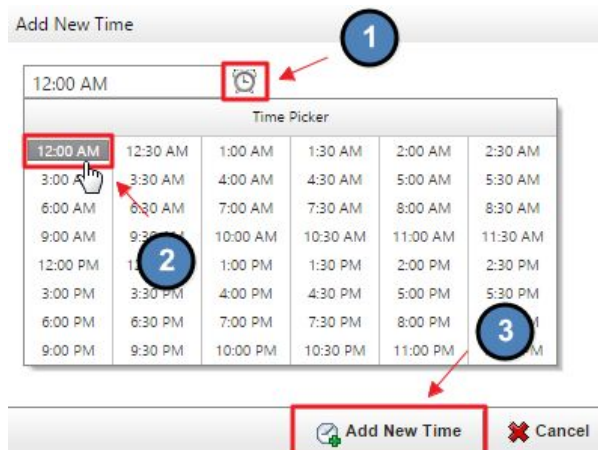 Add New Time
1
12:00 AM
Time Picker
12:00 AM 12:30 AM 1:00 AM 1:30 AM 2:00 AM 2:30 AM
3:00 3:30 AM 4:00 AM 4:30 AM 5:00 AM 5:30 AM
6:00 AM 6:30 AM 7:00 AM 7:30 AM 8:00 AM 8:30 AM
9:00 AM 10:00 AM 10:30 AM 11:00 AM 11:30 AM
12:00 PM 2 1:00 PM 1:30 PM 2:00 PM 2:30 PM
3:00 PM 3:30 PM 4:00 PM 4:30 PM 5:00 PM 5:30 PM
6:00 PM 6:30 PM 7:00 PM 7:30 PM 8:00 PM 3
9:00 PM 9:30 PM 10:00 PM 10:30 PM 11:00 PM
Add New Time Cancel